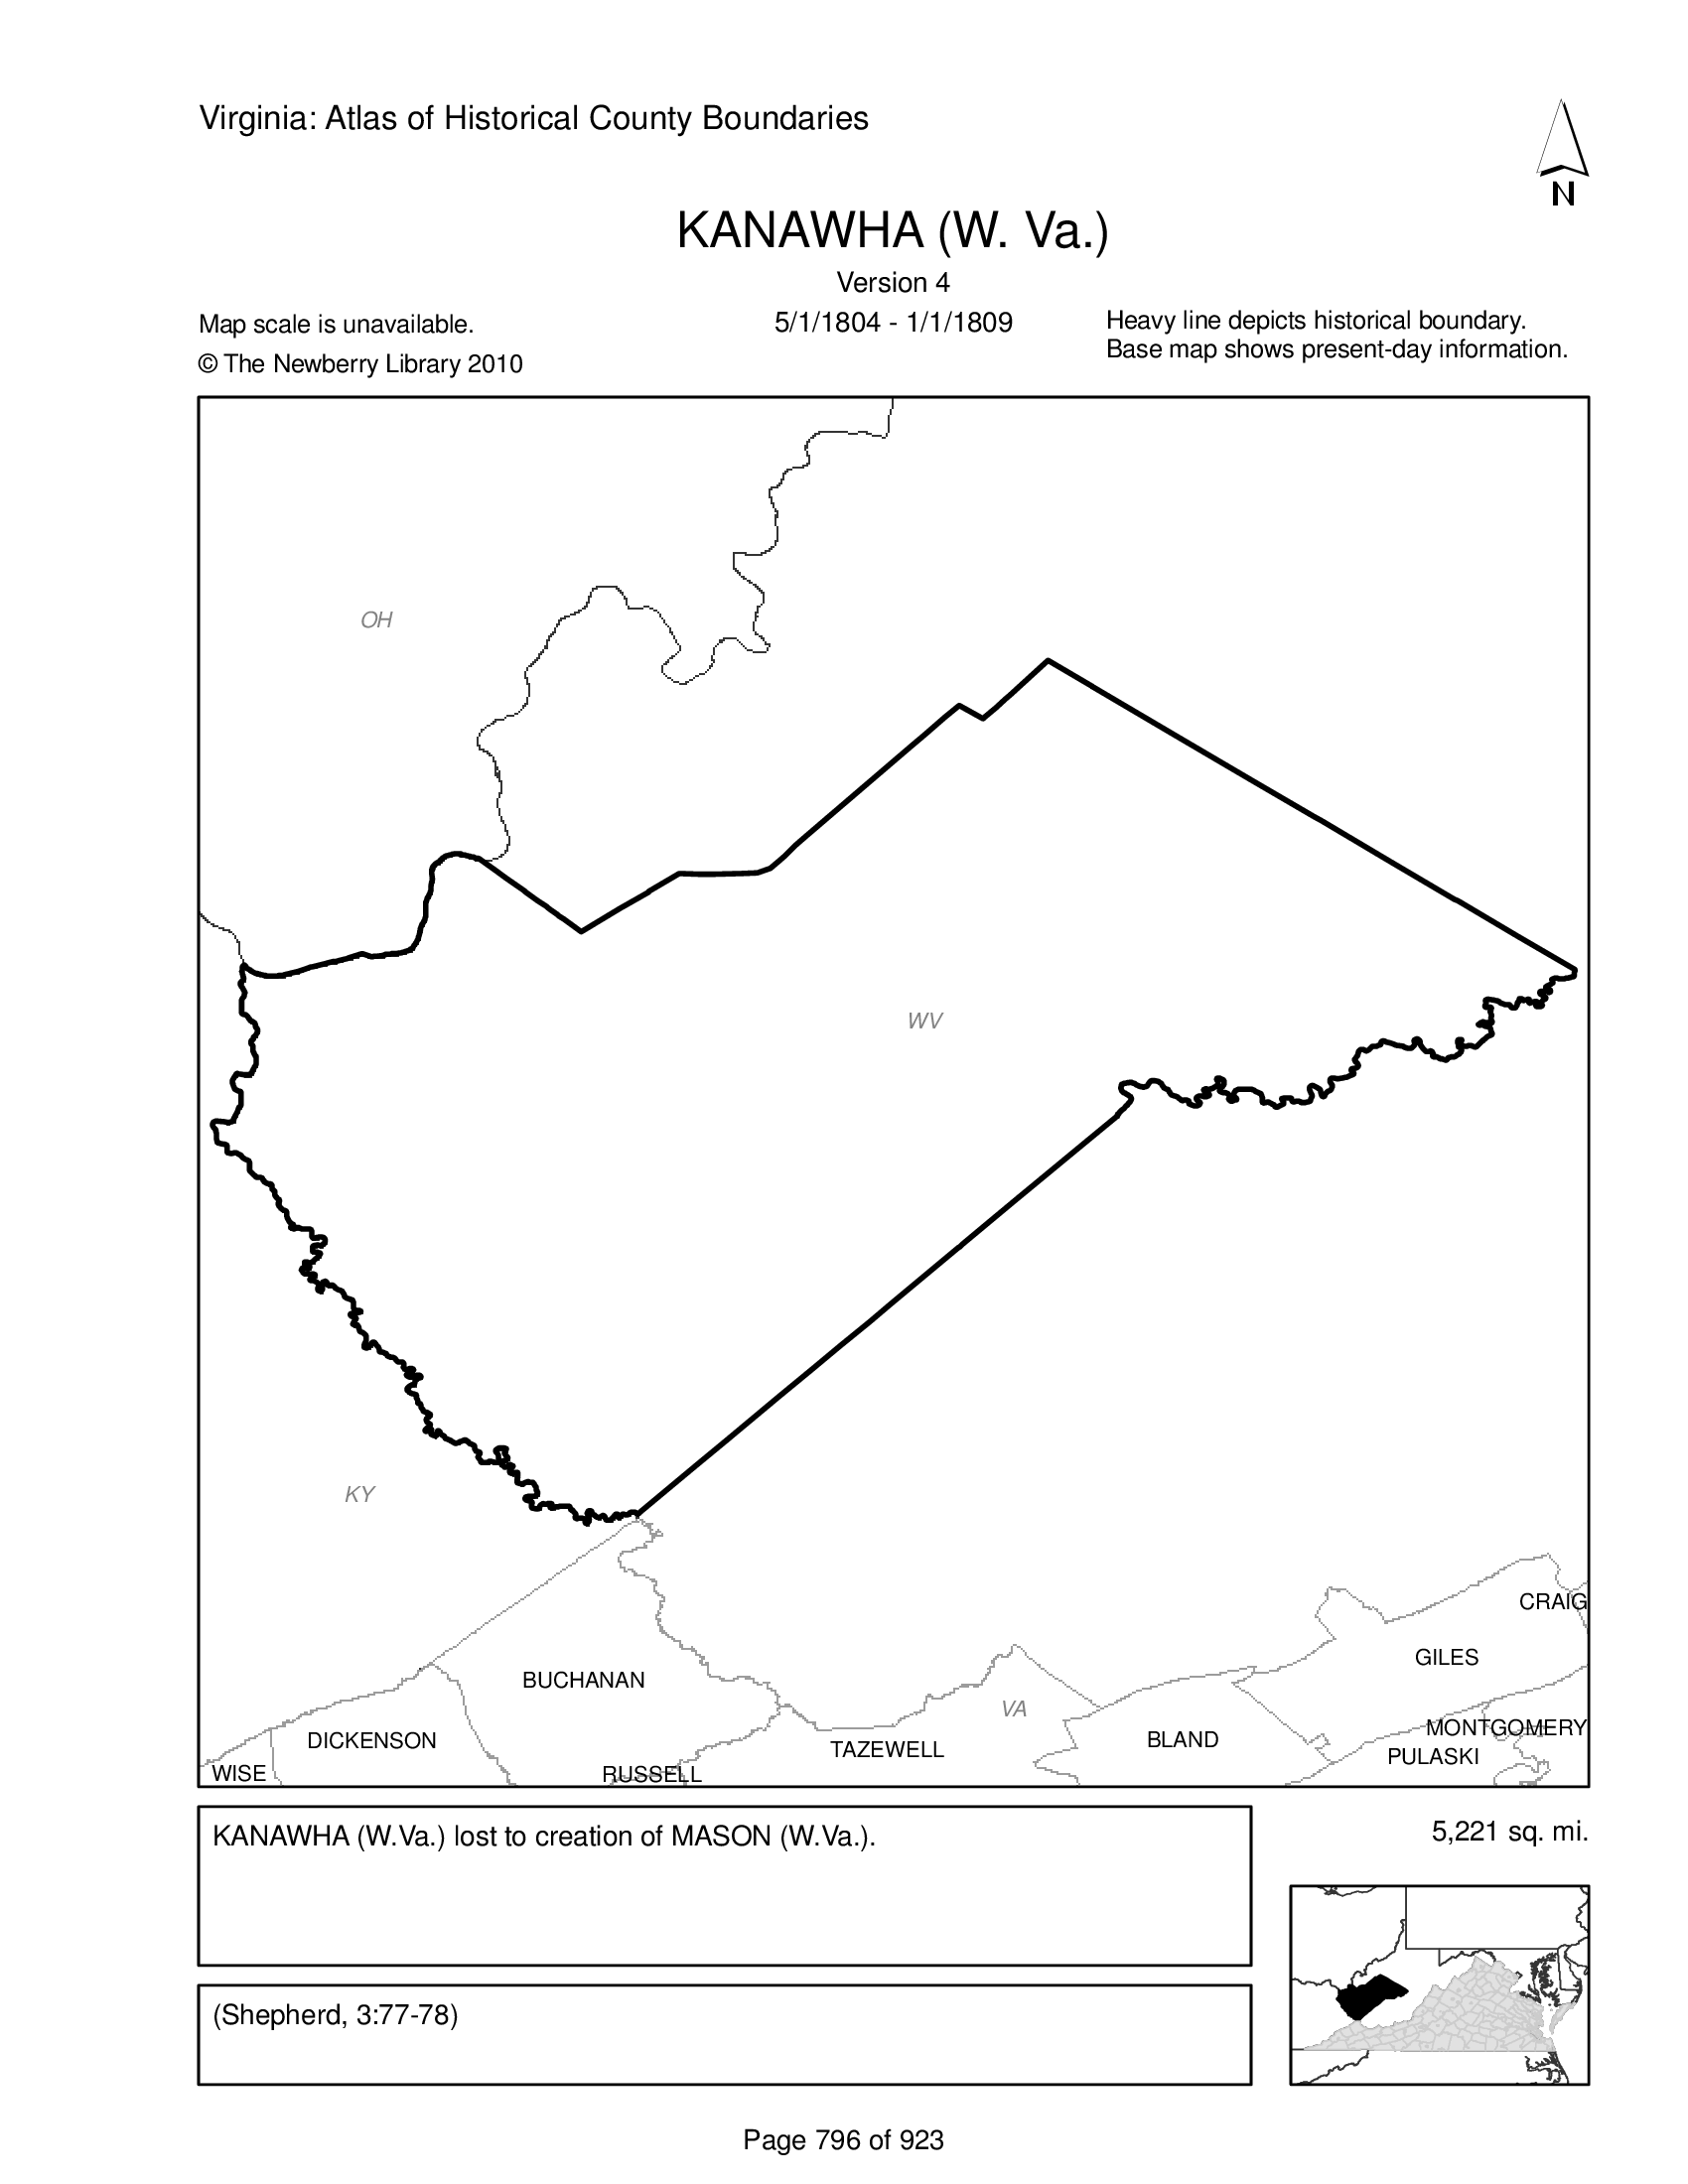 Virginia: Atlas of Historical County Boundaries
N
KANAWHA (W. Va.)
Version 4
5/1/1804 - 1/1/1809
Map scale is unavailable.
© The Newberry Library 2010
Heavy line depicts historical boundary.
Base map shows present-day information.
OH
WV
KY
CRAIG
GILES
BUCHANAN
VA
MONTGOMERY
DICKENSON
BLAND
TAZEWELL
PULASKI
WISE
RUSSELL
KANAWHA (W.Va.) lost to creation of MASON (W.Va.).
5,221 sq. mi.
(Shepherd, 3:77-78)
Page 796 of 923